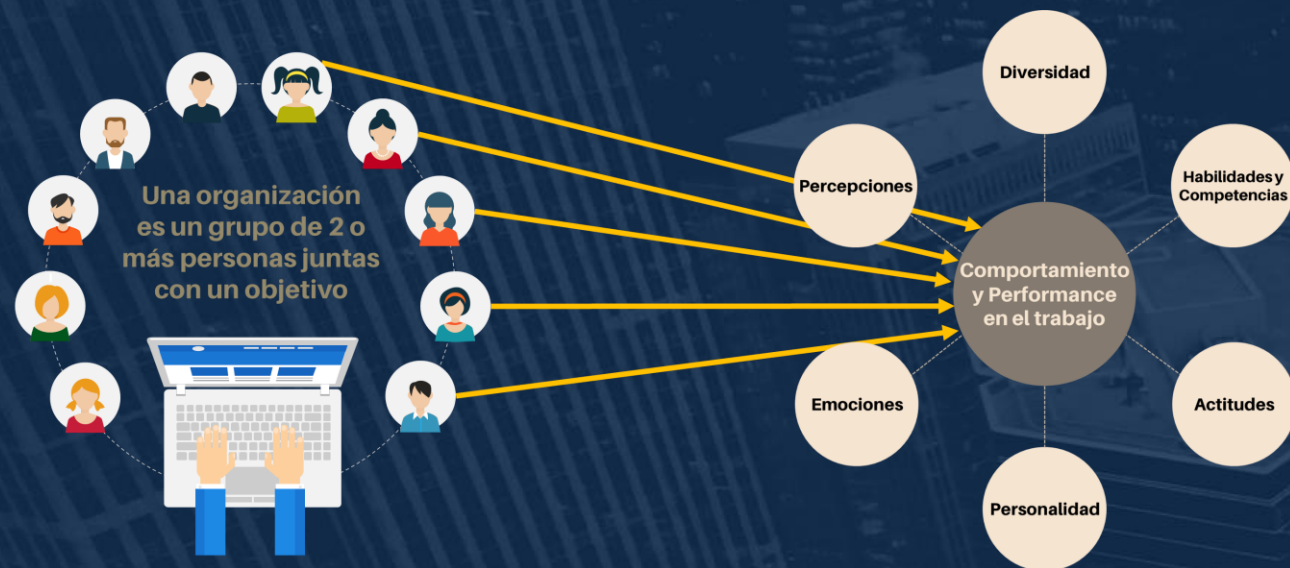 Una organización
es un grupo de 2 o
más personas juntas
con un objetivo
Diversidad
Percepciones
Habilidades y
Competencias
Comportamiento
y Performance
en el trabajo
Emociones
Actitudes
Personalidad